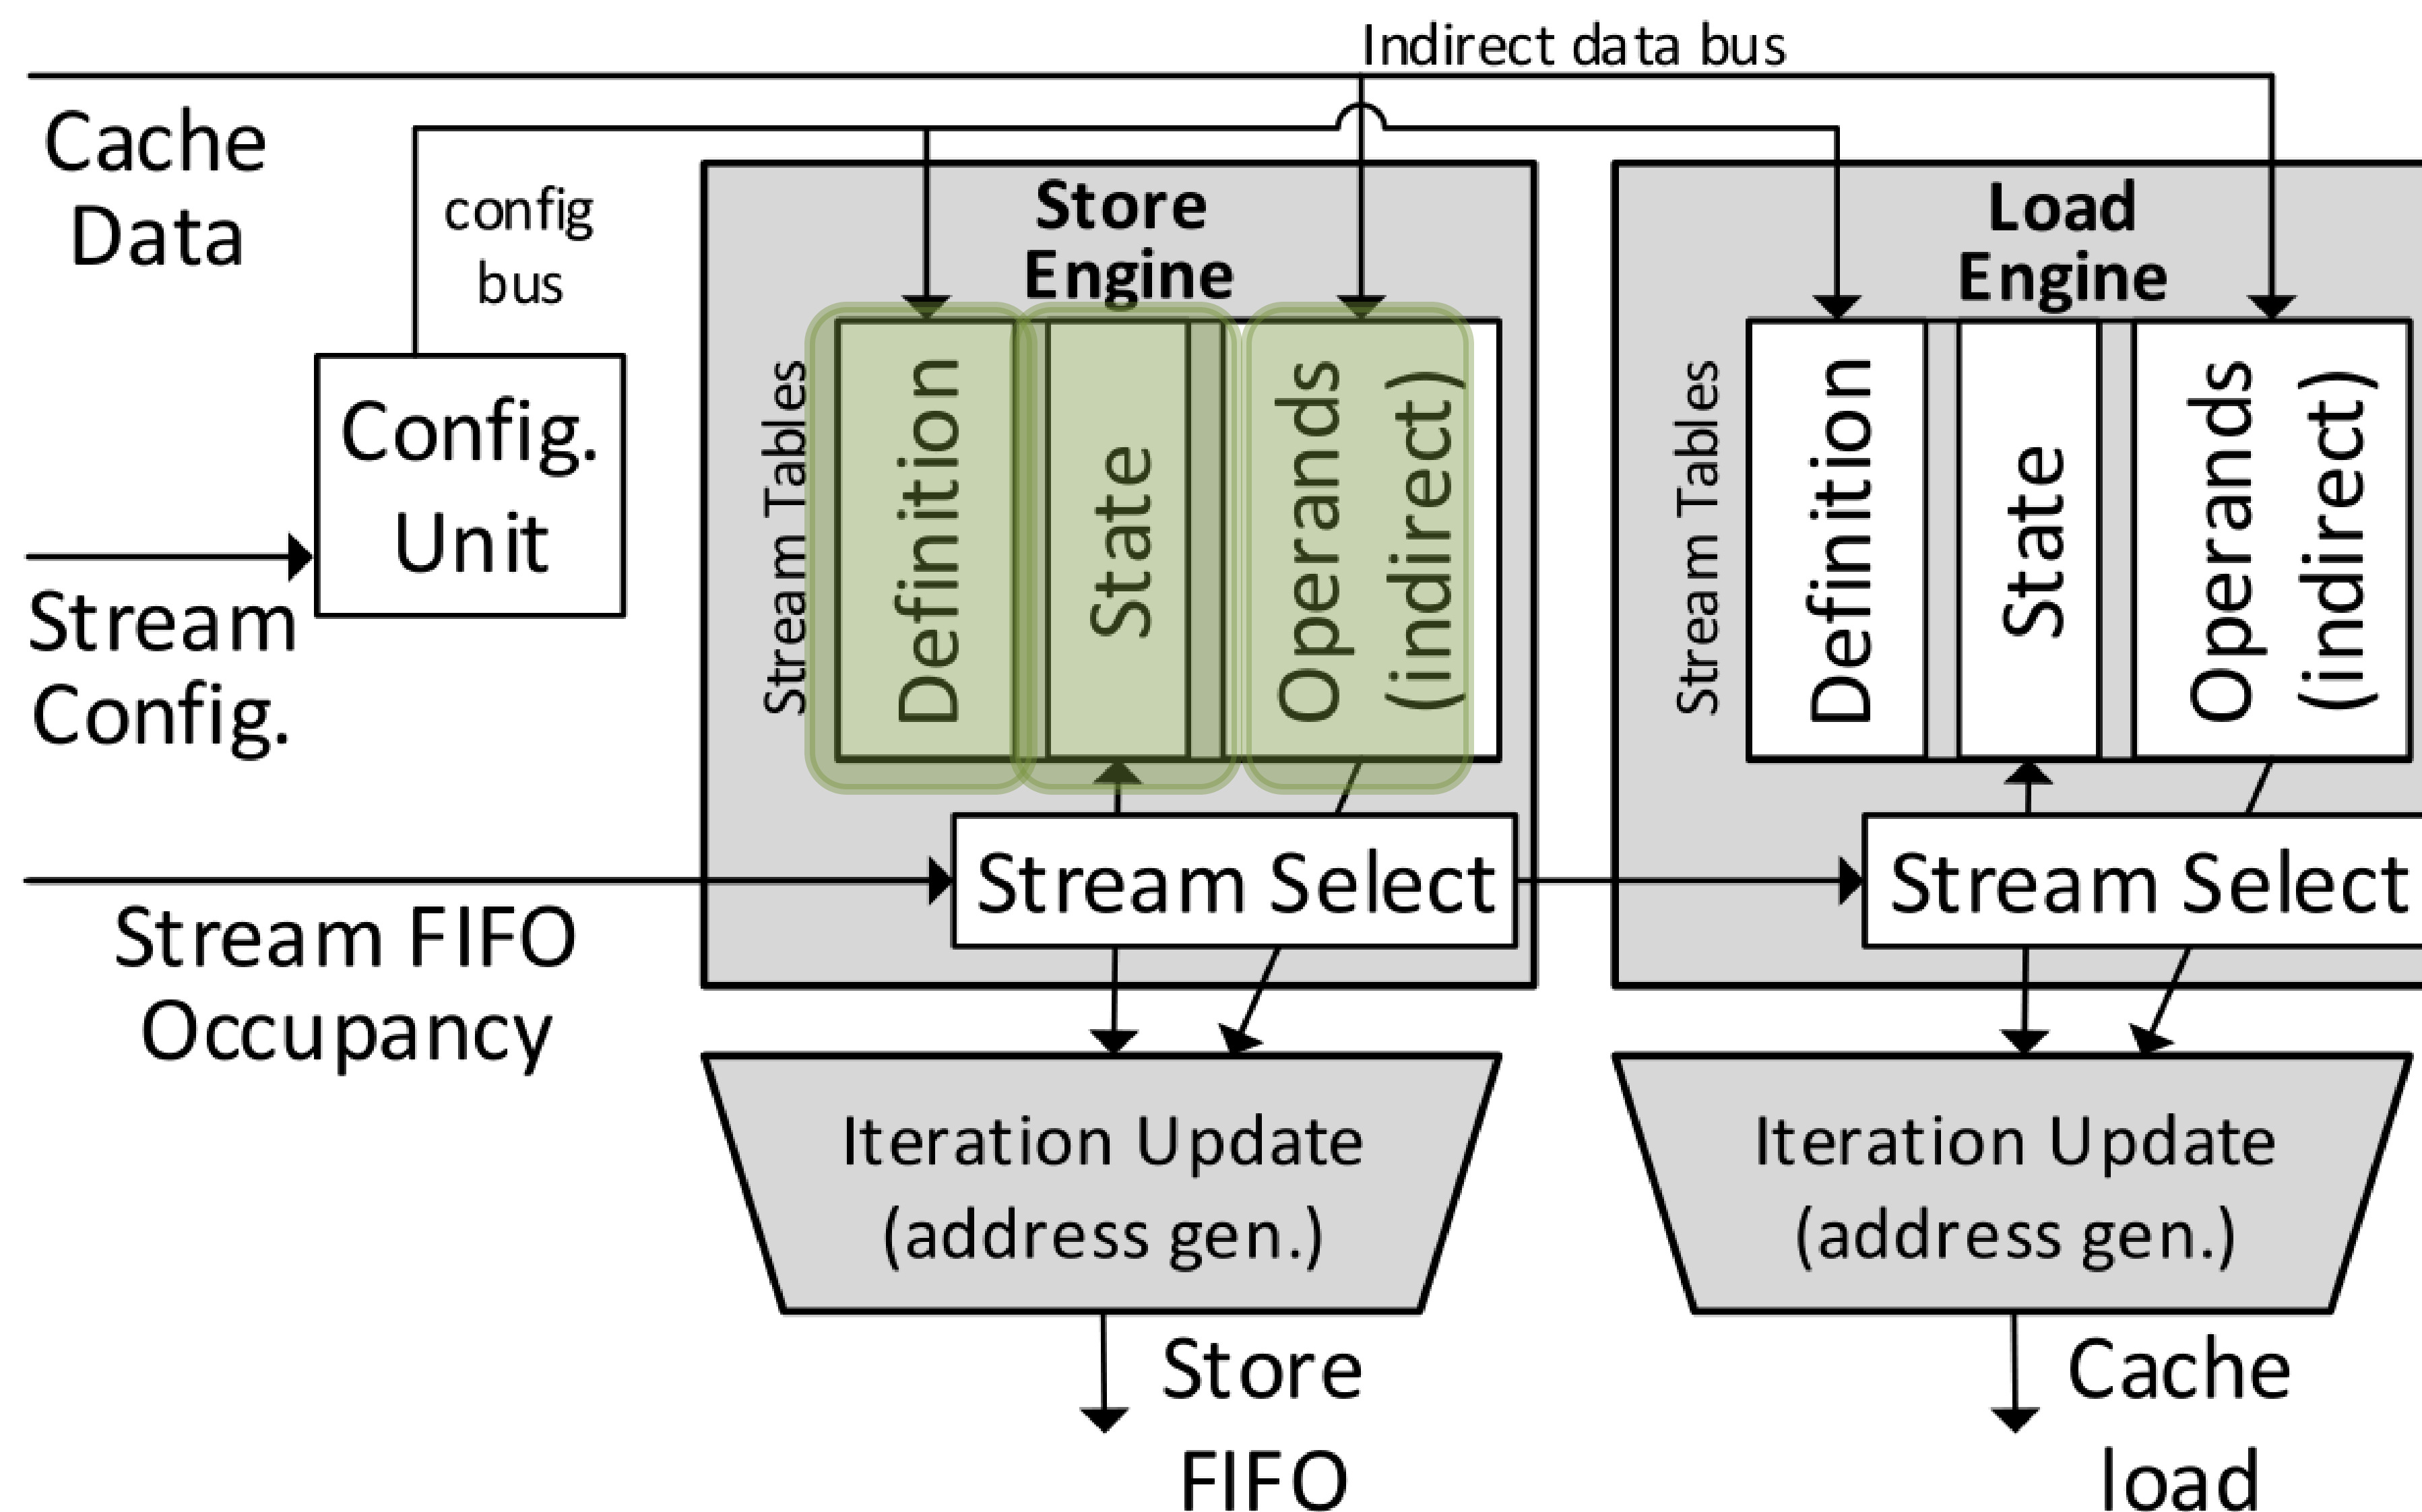 Indirect data bus
Cache
Data
config
bus
Config.
Unit
Stream
Config.
Stream FIFO
Occupancy
Store
Engine
Stream Tables
Definition
State
Operands
(indirect)
Stream Select
Iteration Update
(address gen.)
Store
FIFO
Load
Engine
Stream Tables
Definition
State
Operands
(indirect)
Stream Select
Iteration Update
(address gen.)
Cache
load